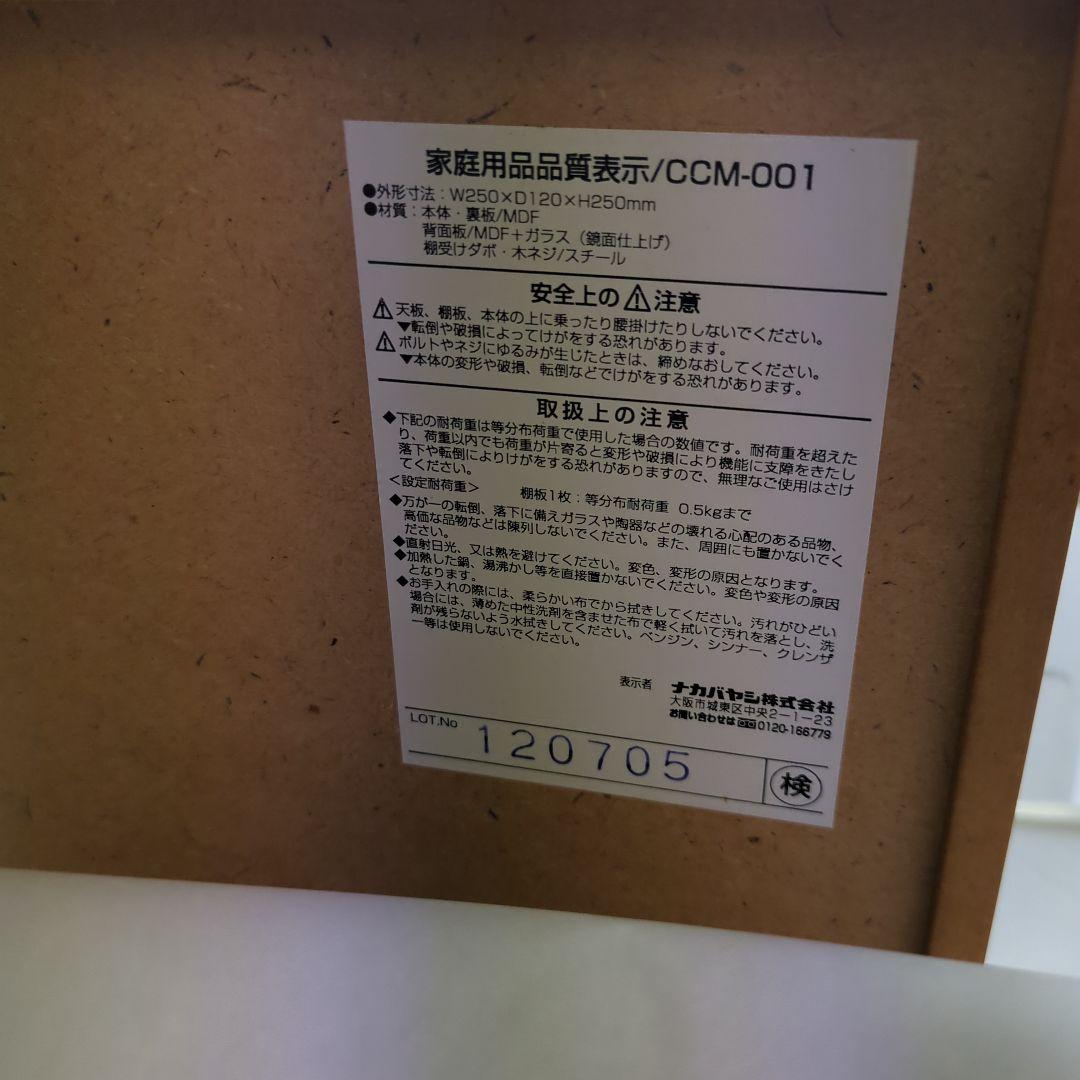 家庭用品品質表示/CCM-001
●外形寸法：W250×D120×H250mm
●材質：本体・裏板/MDF
背面板/MDF＋ガラス（鏡面仕上げ）
棚受けダボ・木ネジ/スチール
安全上の⚠注意
⚠天板、棚板、本体の上に乗ったり腰掛けたりしないでください。
▼転倒や破損によってけがをする恐れがあります。
⚠ボルトやネジにゆるみが生じたときは、締めなおしてください。
▼本体の変形や破損、転倒などでけがをする恐れがあります。
取扱上の注意
◆下記の耐荷重は等分布荷重で使用した場合の数値です。耐荷重を超えた
り、荷重以内でも荷重が片寄ると変形や破損により機能に支障をきたし
落下や転倒によりけがをする恐れがありますので、無理なご使用はさけ
てください。
＜設定耐荷重＞　棚板1枚：等分布耐荷重 0.5kgまで
◆万が一の転倒、落下に備えガラスや陶器などの壊れる心配のある品物、
高価な品物などは陳列しないでください。また、周囲にも置かないでく
ださい。
◆直射日光、又は熱を避けてください。変色、変形の原因となります。
◆加熱した鍋、湯沸かし等を直接置かないでください。変色や変形の原因
となります。
◆お手入れの際には、柔らかい布でから拭きしてください。汚れがひどい
場合には、薄めた中性洗剤を含ませた布で軽く拭いて汚れを落とし、洗
剤が残らないよう水拭きしてください。ベンジン、シンナー、クレンザ
ー等は使用しないでください。
表示者 ナカバヤシ株式会社
大阪市城東区中央2－1－23
お問い合わせは 0120-166779
LOT.No 120705 検